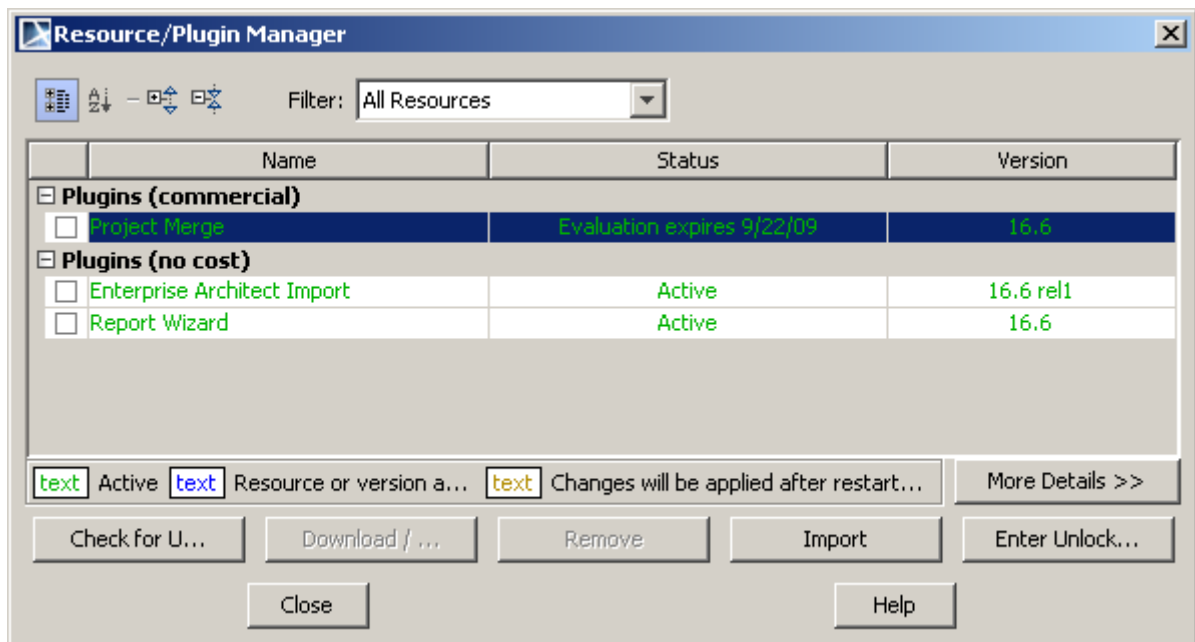 Resource/Plugin Manager
Filter: All Resources
Name Status Version
Plugins (commercial)
Project Merge Evaluation expires 9/22/09 16.6
Plugins (no cost)
Enterprise Architect Import Active 16.6 rel1
Report Wizard Active 16.6
text Active text Resource or version a... text Changes will be applied after restart... More Details >>
Check for U... Download / ... Remove Import Enter Unlock...
Close Help